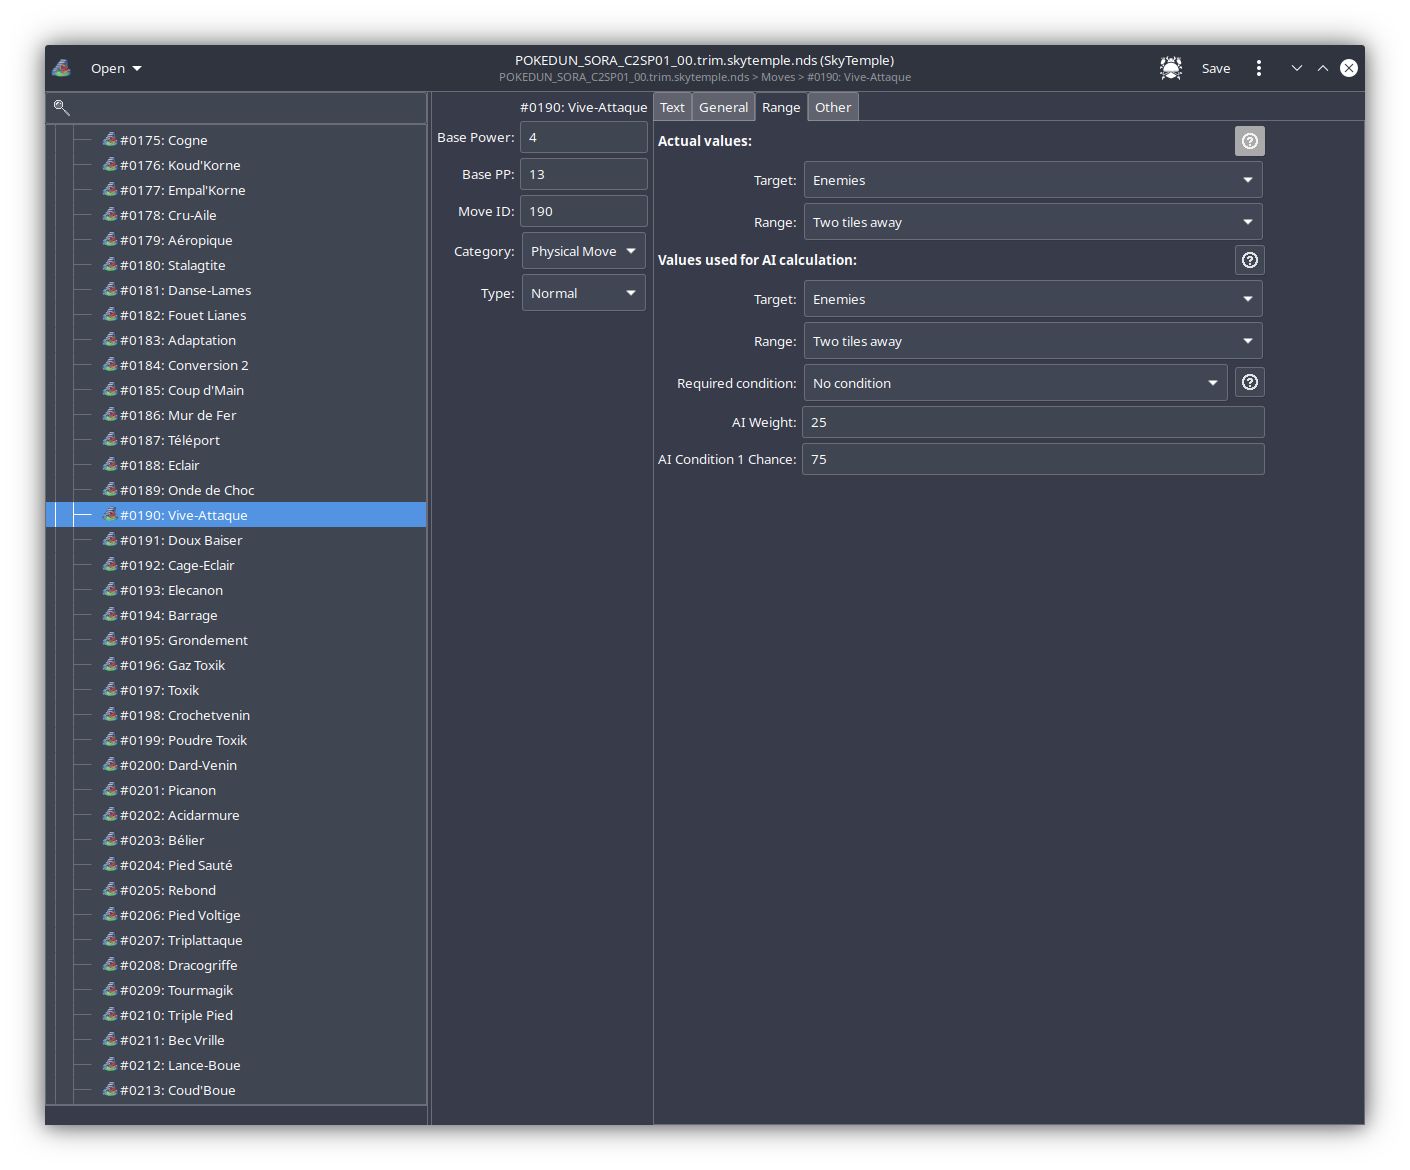 Open
POKEDUN_SORA_C2SP01_00.trim.skytemple.nds (SkyTemple)
POKEDUN_SORA_C2SP01_00.trim.skytemple.nds > Moves > #0190: Vive-Attaque
Save
#0175: Cogne
#0176: Koud'Korne
#0177: Empal'Korne
#0178: Cru-Aile
#0179: Aéropique
#0180: Stalagtite
#0181: Danse-Lames
#0182: Fouet Lianes
#0183: Adaptation
#0184: Conversion 2
#0185: Coup d'Main
#0186: Mur de Fer
#0187: Téléport
#0188: Eclair
#0189: Onde de Choc
#0190: Vive-Attaque
#0191: Doux Baiser
#0192: Cage-Eclair
#0193: Elecanon
#0194: Barrage
#0195: Grondement
#0196: Gaz Toxik
#0197: Toxik
#0198: Crochetvenin
#0199: Poudre Toxik
#0200: Dard-Venin
#0201: Picanon
#0202: Acidarmure
#0203: Bélier
#0204: Pied Sauté
#0205: Rebond
#0206: Pied Voltige
#0207: Triplattaque
#0208: Dracogriffe
#0209: Tourmagik
#0210: Triple Pied
#0211: Bec Vrille
#0212: Lance-Boue
#0213: Coud'Boue
#0190: Vive-Attaque
Base Power: 4
Base PP: 13
Move ID: 190
Category: Physical Move
Type: Normal
Text General Range Other
Actual values:
Target: Enemies
Range: Two tiles away
Values used for AI calculation:
Target: Enemies
Range: Two tiles away
Required condition: No condition
AI Weight: 25
AI Condition 1 Chance: 75